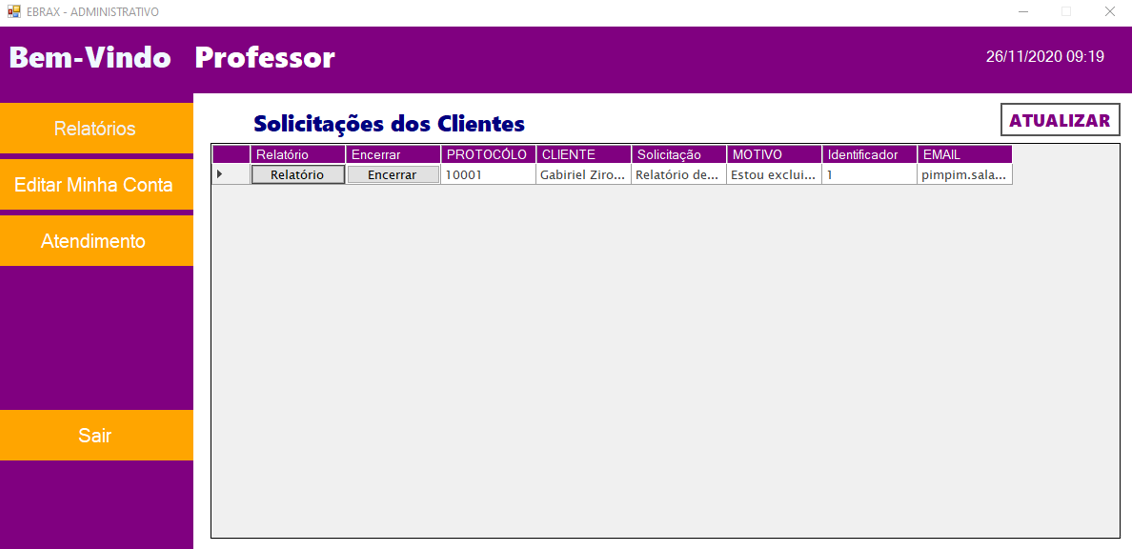 EBRAX - ADMINISTRATIVO
Bem-Vindo Professor
26/11/2020 09:19
Relatórios
Editar Minha Conta
Atendimento
Sair
Solicitações dos Clientes
ATUALIZAR
Relatório Encerrar PROTOCÓLO CLIENTE Solicitação MOTIVO Identificador EMAIL
Relatório Encerrar 10001 Gabiriel Ziro... Relatório de... Estou exclui... 1 pimpim.sala...